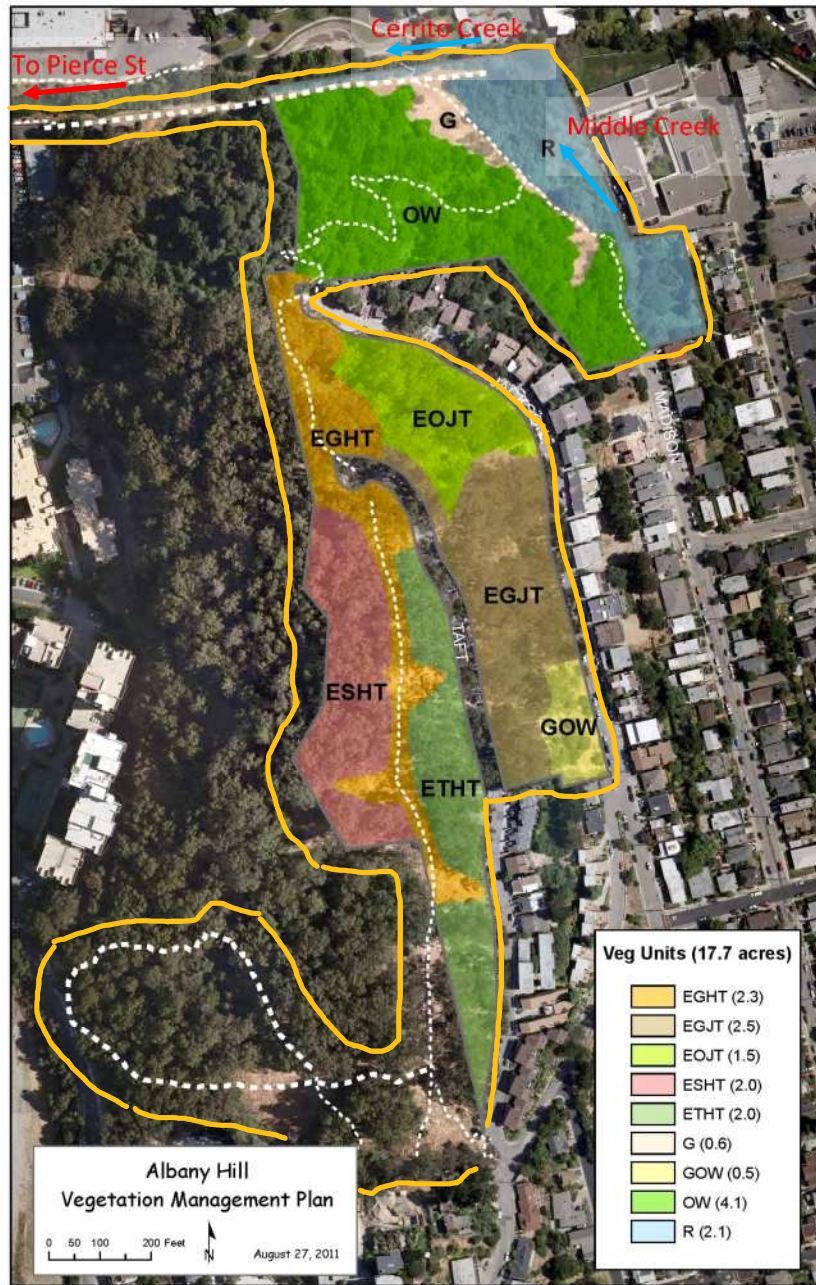 Cerrito Creek
To Pierce St
G
Middle Creek
R
OW
EGHT
EOJT
MADISON
EGJT
TAFT
ESHT
GOW
ETHT
Veg Units (17.7 acres)
EGHT (2.3)
EGJT (2.5)
EOJT (1.5)
ESHT (2.0)
ETHT (2.0)
G (0.6)
GOW (0.5)
OW (4.1)
R (2.1)
Albany Hill
Vegetation Management Plan
0 50 100 200 Feet
N
August 27, 2011